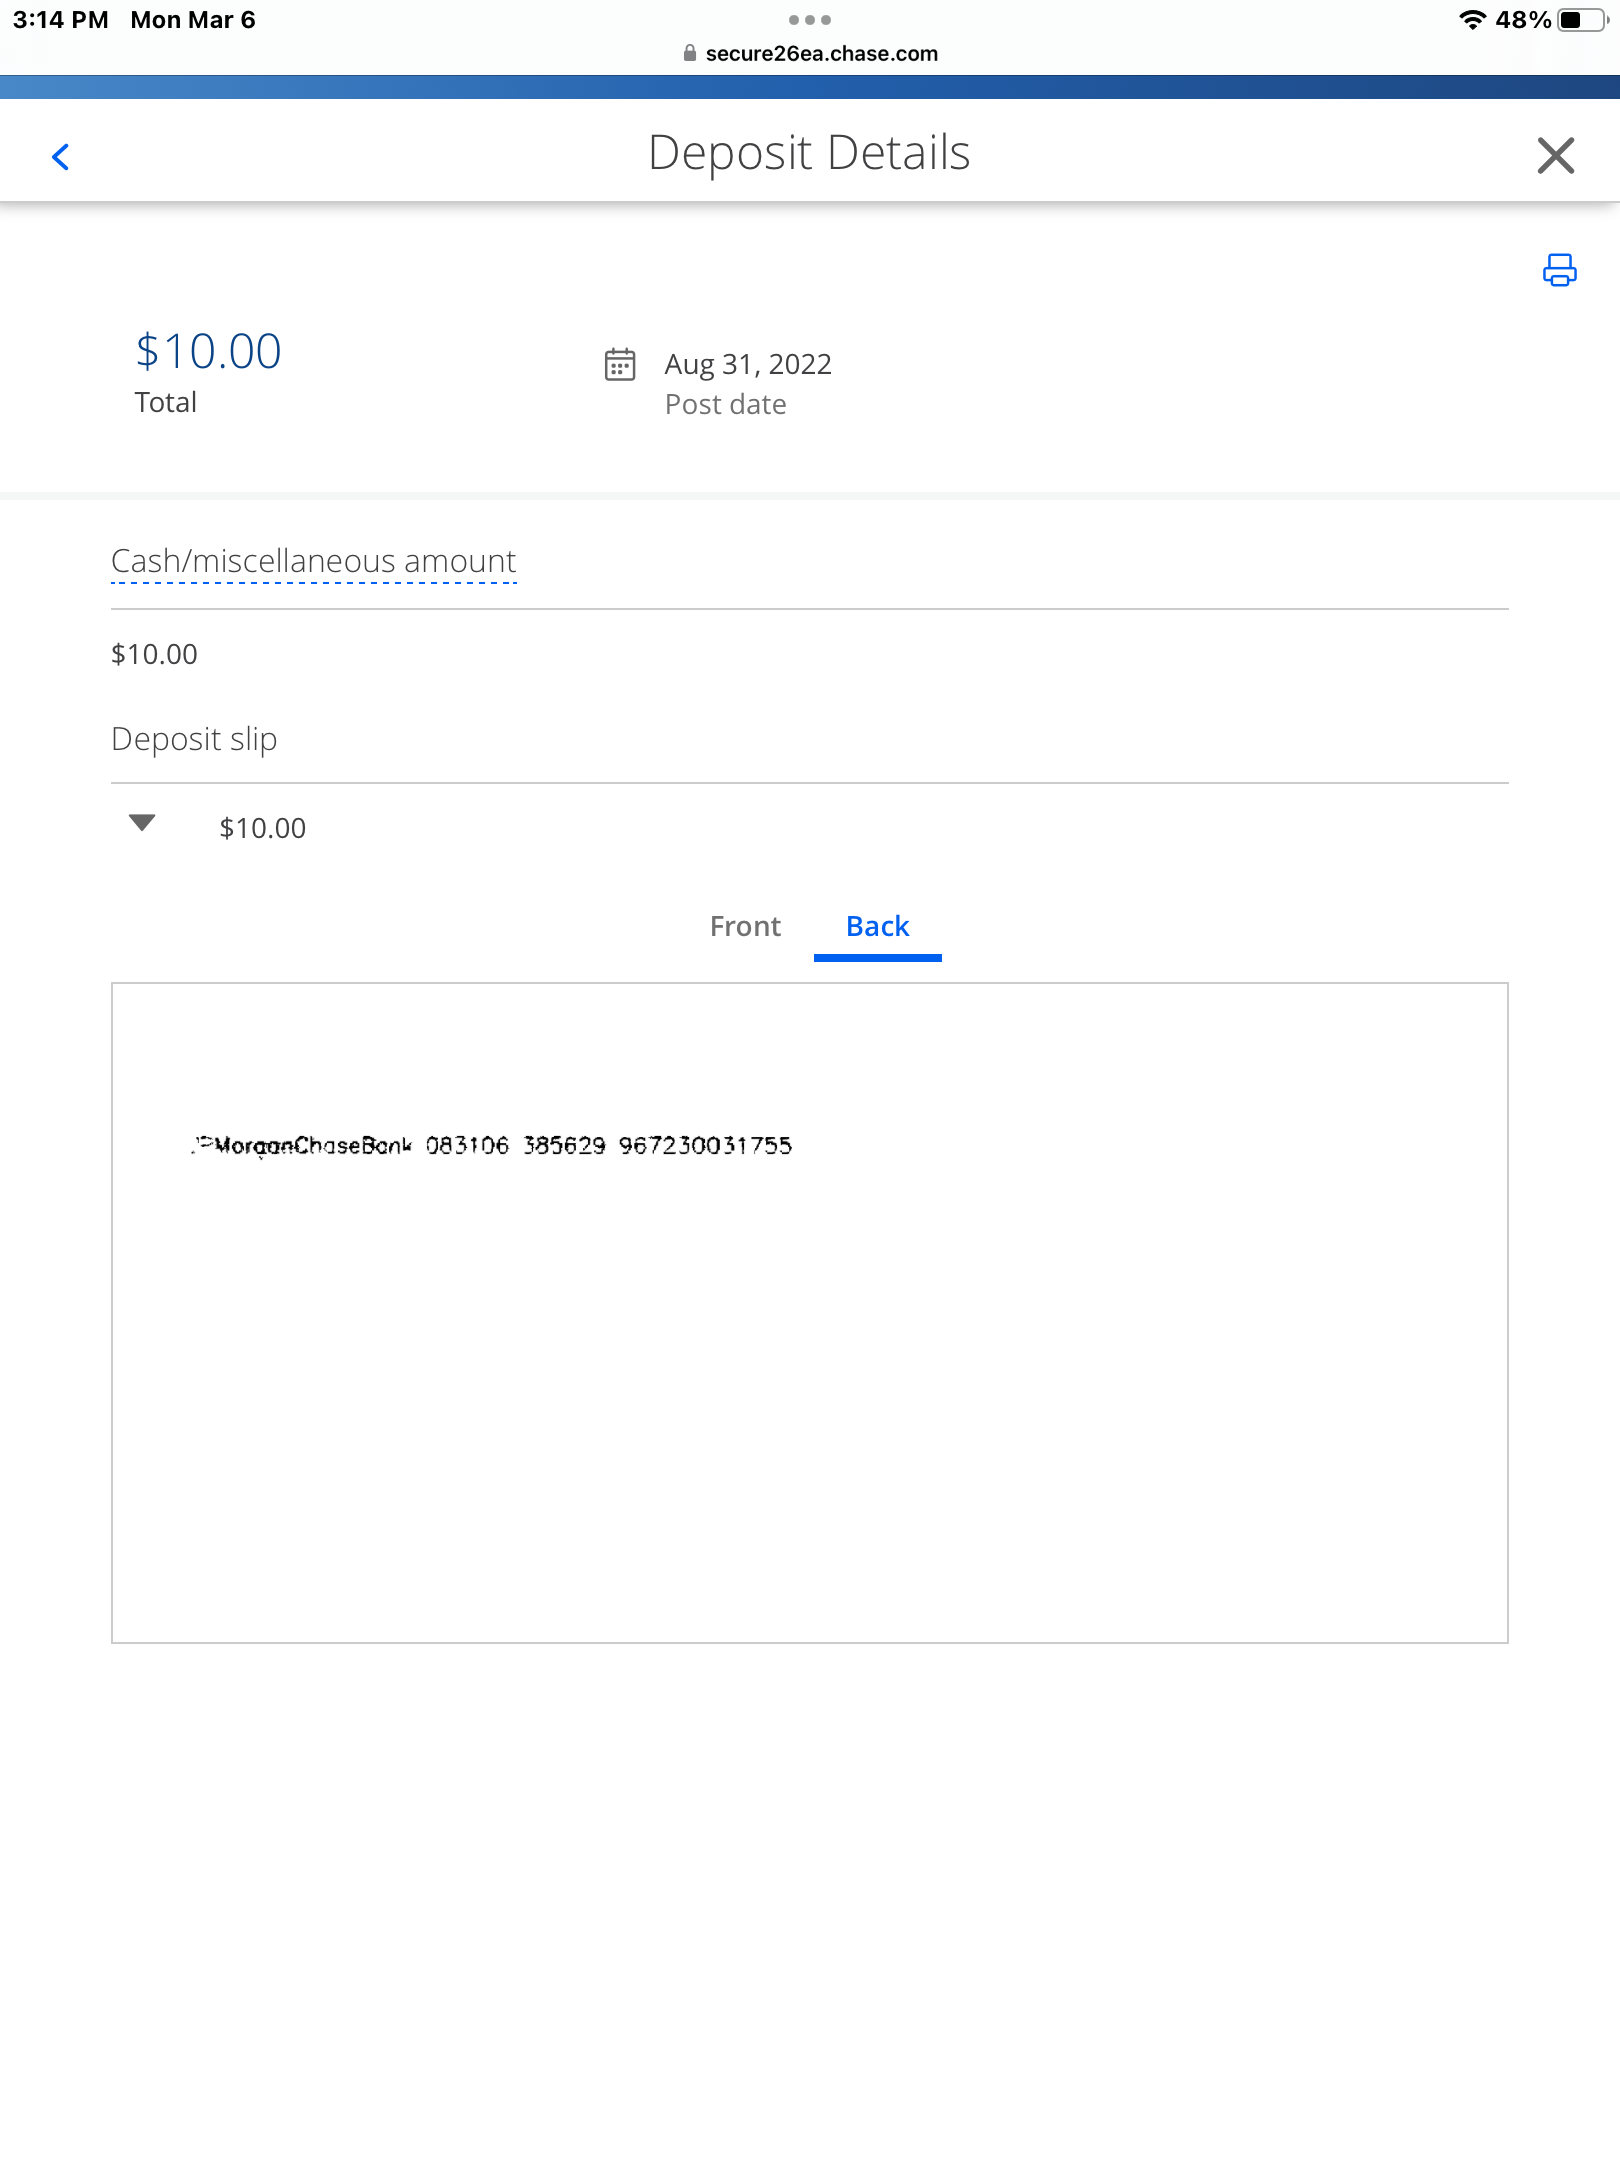 3:14 PM Mon Mar 6
48%
secure26ea.chase.com
Deposit Details
$10.00
Total
Aug 31, 2022
Post date
Cash/miscellaneous amount
$10.00
Deposit slip
$10.00
Front Back
JPMorganChaseBank 083106 385629 967230031755